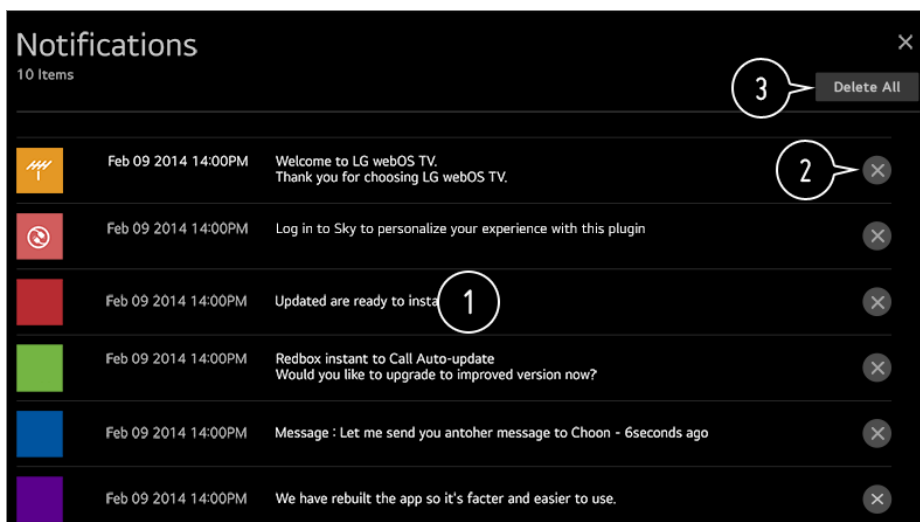 Notifications
10 Items
3
Delete All
Feb 09 2014 14:00PM
Welcome to LG webOS TV.
Thank you for choosing LG webOS TV.
2
Feb 09 2014 14:00PM
Log in to Sky to personalize your experience with this plugin
Feb 09 2014 14:00PM
Updated are ready to insta
1
Feb 09 2014 14:00PM
Redbox instant to Call Auto-update
Would you like to upgrade to improved version now?
Feb 09 2014 14:00PM
Message : Let me send you antoher message to Choon - 6seconds ago
Feb 09 2014 14:00PM
We have rebuilt the app so it's facter and easier to use.